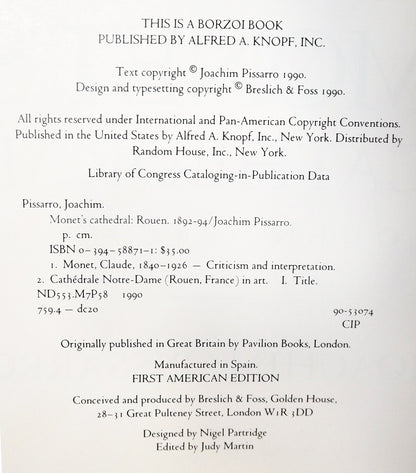 THIS IS A BORZOI BOOK
PUBLISHED BY ALFRED A. KNOPF, INC.
Text copyright © Joachim Pissarro 1990.
Design and typesetting copyright © Breslich & Foss 1990.
All rights reserved under International and Pan-American Copyright Conventions.
Published in the United States by Alfred A. Knopf, Inc., New York. Distributed by
Random House, Inc., New York.
Library of Congress Cataloging-in-Publication Data
Pissarro, Joachim.
Monet's cathedral: Rouen. 1892-94/Joachim Pissarro.
p. cm.
ISBN 0-394-58871-1: $35.00
1. Monet, Claude, 1840-1926 — Criticism and interpretation.
2. Cathédrale Notre-Dame (Rouen, France) in art. I. Title.
ND553.M7P58 1990
759.4 — dc20 90-53074
CIP
Originally published in Great Britain by Pavilion Books, London.
Manufactured in Spain.
FIRST AMERICAN EDITION
Conceived and produced by Breslich & Foss, Golden House,
28-31 Great Pulteney Street, London W1R 3DD
Designed by Nigel Partridge
Edited by Judy Martin